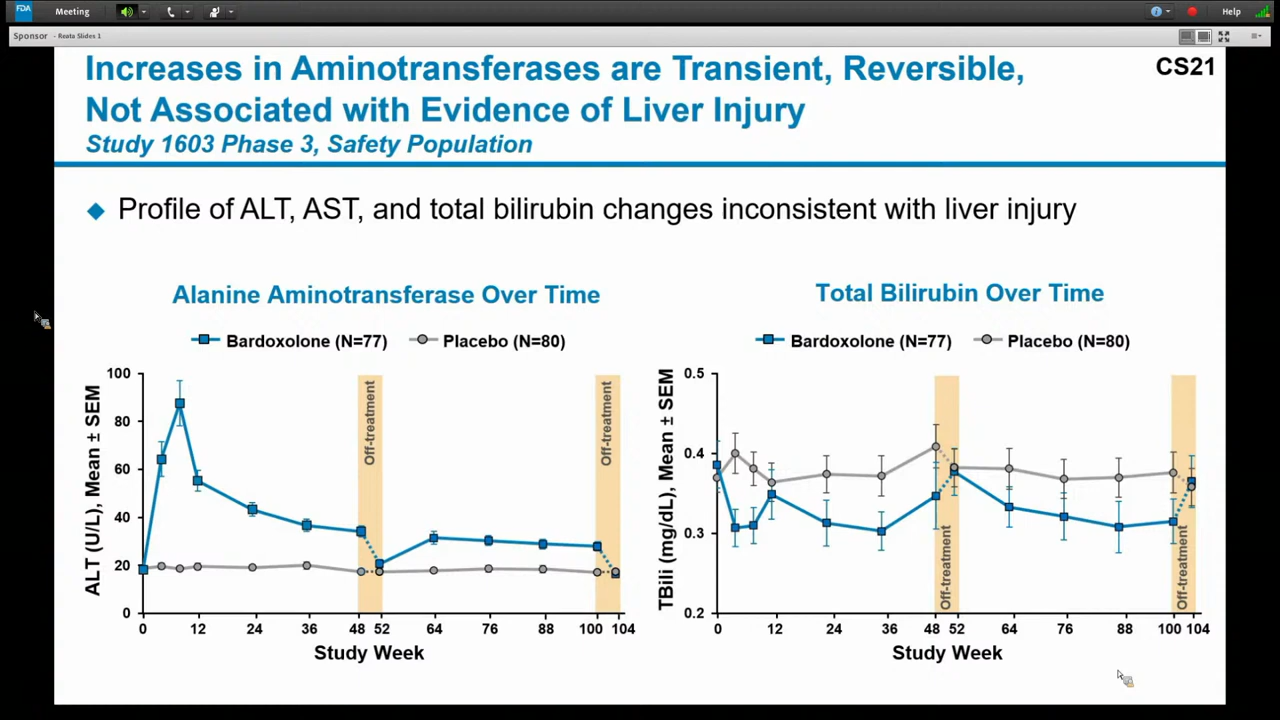 FDA
Meeting
Help
Sponsor - Reata Slides 1
Increases in Aminotransferases are Transient, Reversible,
CS21
Not Associated with Evidence of Liver Injury
Study 1603 Phase 3, Safety Population
Profile of ALT, AST, and total bilirubin changes inconsistent with liver injury
Alanine Aminotransferase Over Time
Bardoxolone (N=77) Placebo (N=80)
ALT (U/L), Mean ± SEM
100
80
60
40
20
0
Off-treatment
Off-treatment
0 12 24 36 48 52 64 76 88 100 104
Study Week
Total Bilirubin Over Time
Bardoxolone (N=77) Placebo (N=80)
TBili (mg/dL), Mean ± SEM
0.5
0.4
0.3
0.2
Off-treatment
Off-treatment
0 12 24 36 48 52 64 76 88 100 104
Study Week